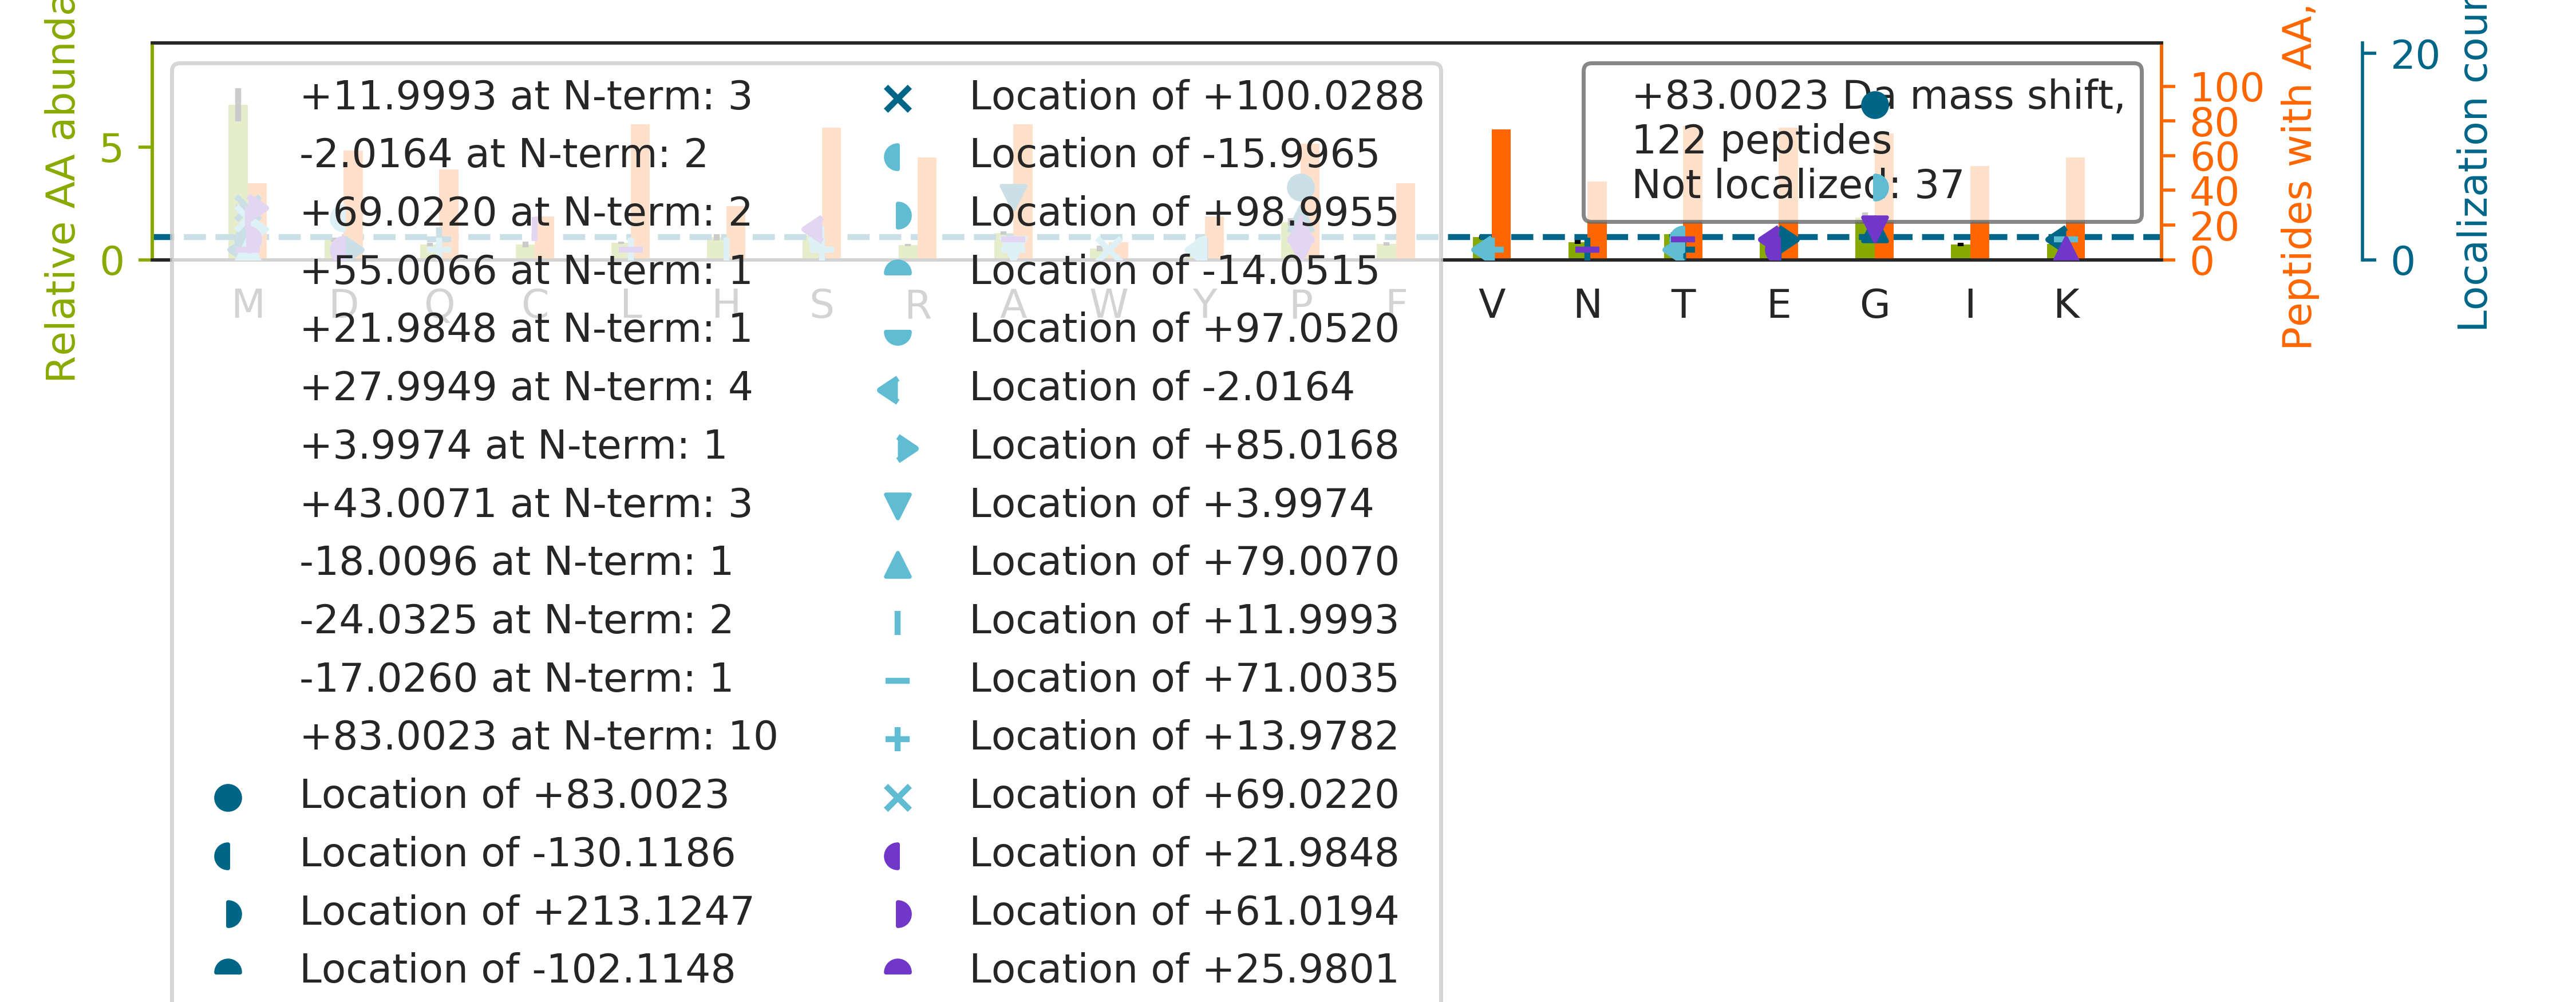 Relative AA abunda
5
0
+11.9993 at N-term: 3
-2.0164 at N-term: 2
+69.0220 at N-term: 2
+55.0066 at N-term: 1
+21.9848 at N-term: 1
+27.9949 at N-term: 4
+3.9974 at N-term: 1
+43.0071 at N-term: 3
-18.0096 at N-term: 1
-24.0325 at N-term: 2
-17.0260 at N-term: 1
+83.0023 at N-term: 10
Location of +83.0023
Location of -130.1186
Location of +213.1247
Location of -102.1148
Location of +100.0288
Location of -15.9965
Location of +98.9955
Location of -14.0515
Location of +97.0520
Location of -2.0164
Location of +85.0168
Location of +3.9974
Location of +79.0070
Location of +11.9993
Location of +71.0035
Location of +13.9782
Location of +69.0220
Location of +21.9848
Location of +61.0194
Location of +25.9801
+83.0023 Da mass shift,
122 peptides
Not localized: 37
M D Q C L H S R A W Y P F V N T E G I K
100
80
60
40
20
0
Peptides with AA,
20
0
Localization cour